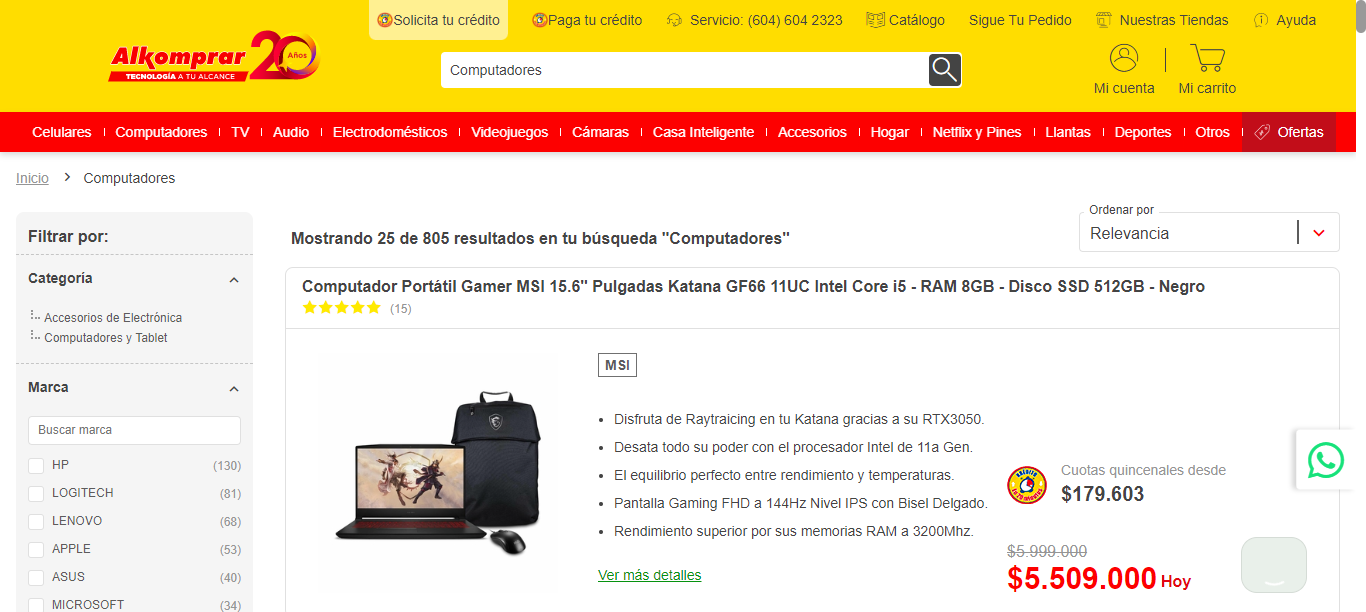 Solicita tu crédito
Paga tu crédito
Servicio: (604) 604 2323
Catálogo
Sigue Tu Pedido
Nuestras Tiendas
Ayuda
Alkomprar 20 Años
TECNOLOGÍA A TU ALCANCE
Computadores
Mi cuenta
Mi carrito
Celulares
Computadores
TV
Audio
Electrodomésticos
Videojuegos
Cámaras
Casa Inteligente
Accesorios
Hogar
Netflix y Pines
Llantas
Deportes
Otros
Ofertas
Inicio
Computadores
Filtrar por:
Categoría
Accesorios de Electrónica
Computadores y Tablet
Marca
Buscar marca
HP (130)
LOGITECH (81)
LENOVO (68)
APPLE (53)
ASUS (40)
MICROSOFT (34)
Mostrando 25 de 805 resultados en tu búsqueda "Computadores"
Ordenar por
Relevancia
Computador Portátil Gamer MSI 15.6" Pulgadas Katana GF66 11UC Intel Core i5 - RAM 8GB - Disco SSD 512GB - Negro
(15)
MSI
Disfruta de Raytraicing en tu Katana gracias a su RTX3050.
Desata todo su poder con el procesador Intel de 11a Gen.
El equilibrio perfecto entre rendimiento y temperaturas.
Pantalla Gaming FHD a 144Hz Nivel IPS con Bisel Delgado.
Rendimiento superior por sus memorias RAM a 3200Mhz.
Ver más detalles
Cuotas quincenales desde
$179.603
$5.999.000
$5.509.000 Hoy